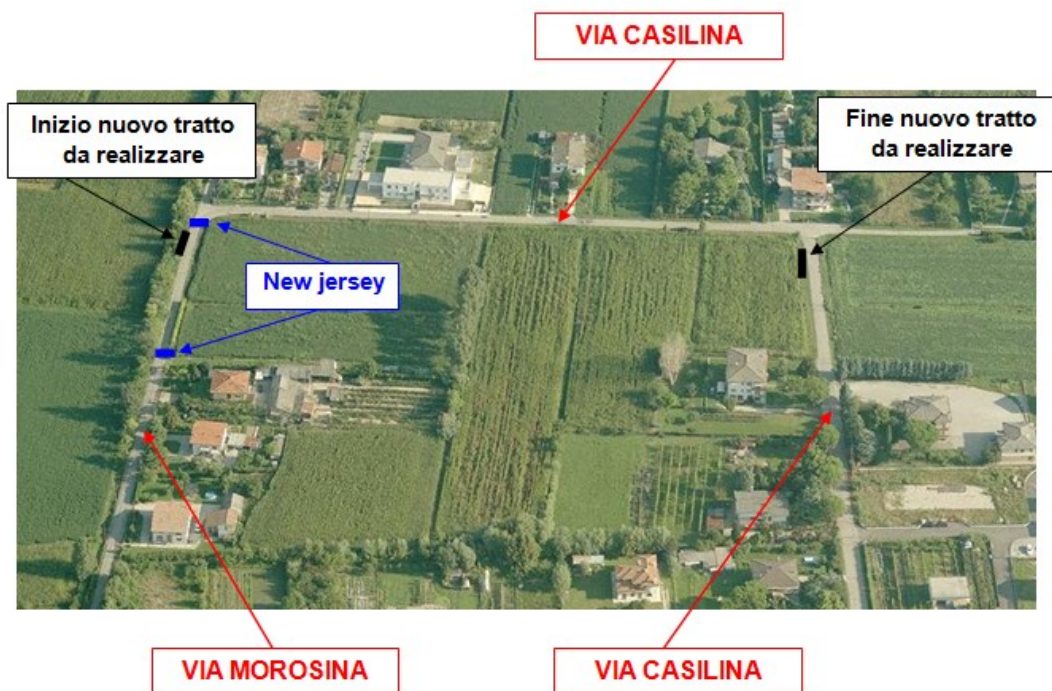 VIA CASILINA
Inizio nuovo tratto
da realizzare
Fine nuovo tratto
da realizzare
New jersey
VIA MOROSINA
VIA CASILINA